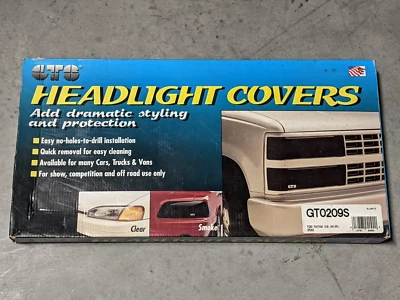 GTS
HEADLIGHT COVERS
Add dramatic styling
and protection
■ Easy no-holes-to-drill installation
■ Quick removal for easy cleaning
■ Available for many Cars, Trucks & Vans
■ For show, competition and off road use only
Clear
Smoke
GT0209S